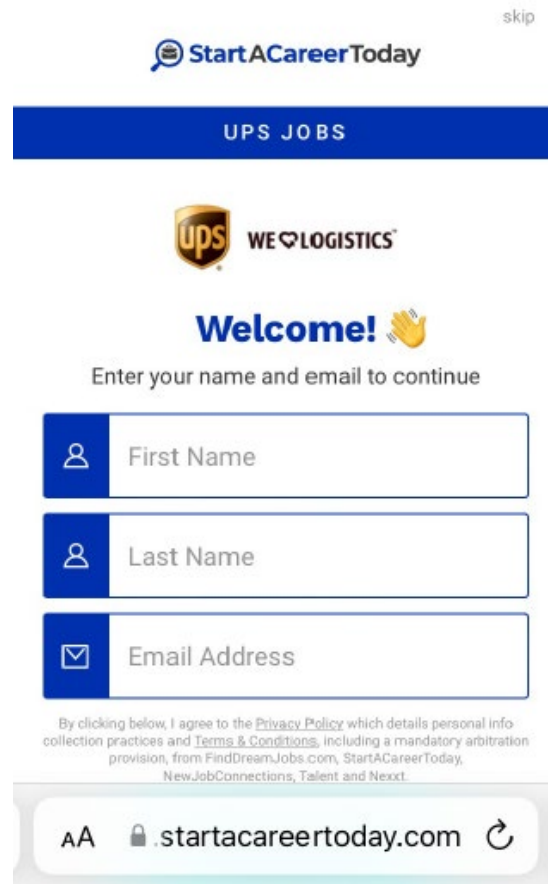 skip
StartACareerToday
UPS JOBS
ups WE LOGISTICS
Welcome! 👋
Enter your name and email to continue
First Name
Last Name
Email Address
By clicking below, I agree to the Privacy Policy which details personal info
collection practices and Terms & Conditions, including a mandatory arbitration
provision, from FindDreamJobs.com, StartACareerToday,
NewJobConnections, Talent and Nexxt.
AA .startacareertoday.com